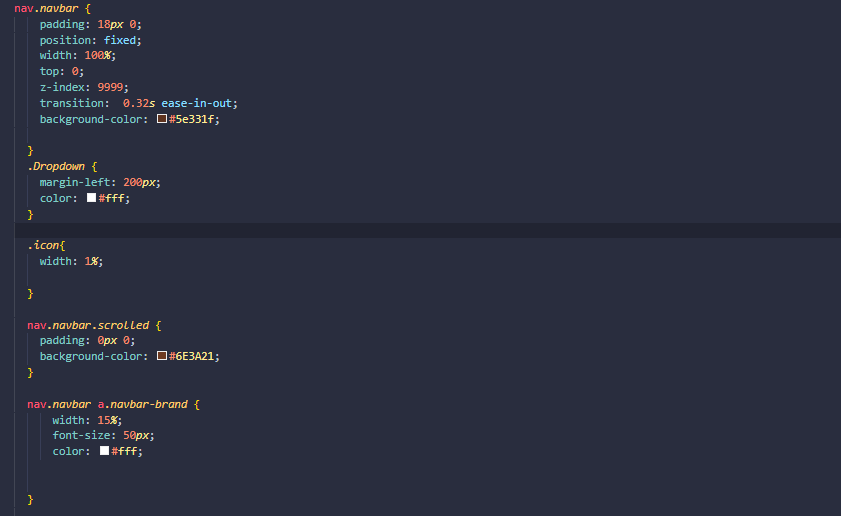 nav.navbar {
padding: 18px 0;
position: fixed;
width: 100%;
top: 0;
z-index: 9999;
transition:  0.32s ease-in-out;
background-color: #5e331f;
}
.Dropdown {
margin-left: 200px;
color: #fff;
}
.icon{
width: 1%;
}
nav.navbar.scrolled {
padding: 0px 0;
background-color: #6E3A21;
}
nav.navbar a.navbar-brand {
width: 15%;
font-size: 50px;
color: #fff;
}